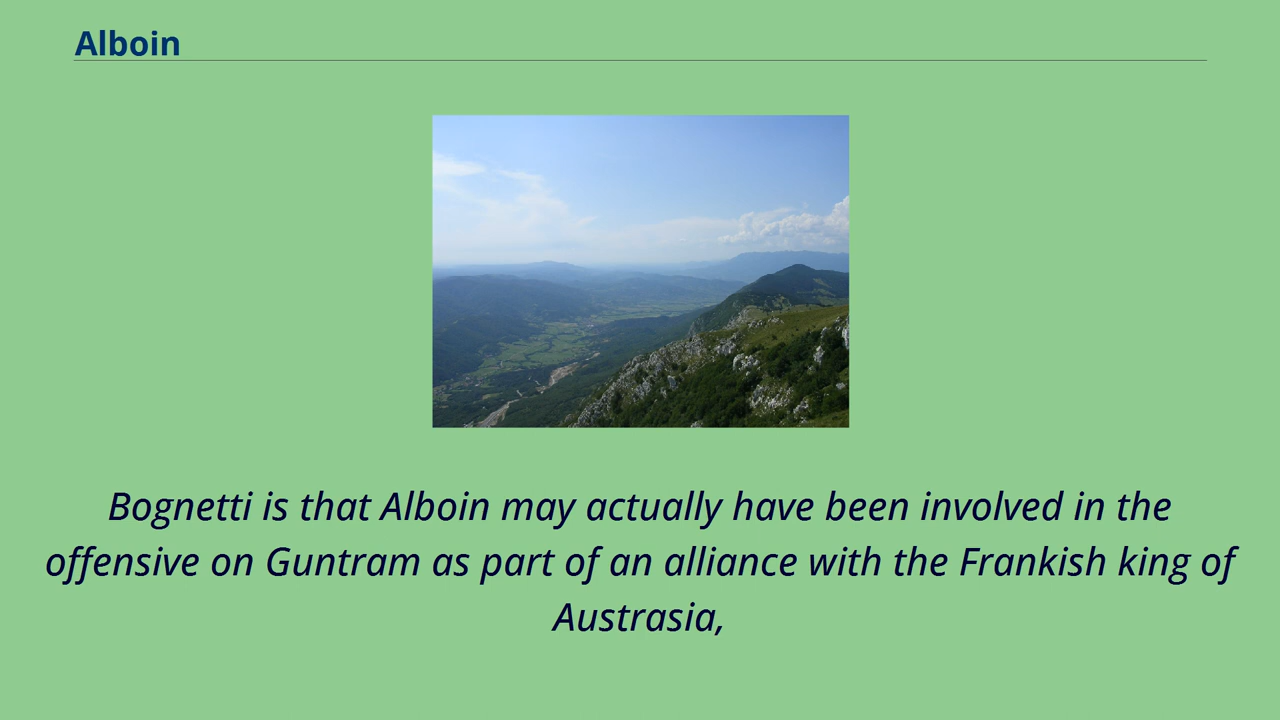 Alboin
Bognetti is that Alboin may actually have been involved in the
offensive on Guntram as part of an alliance with the Frankish king of
Austrasia,